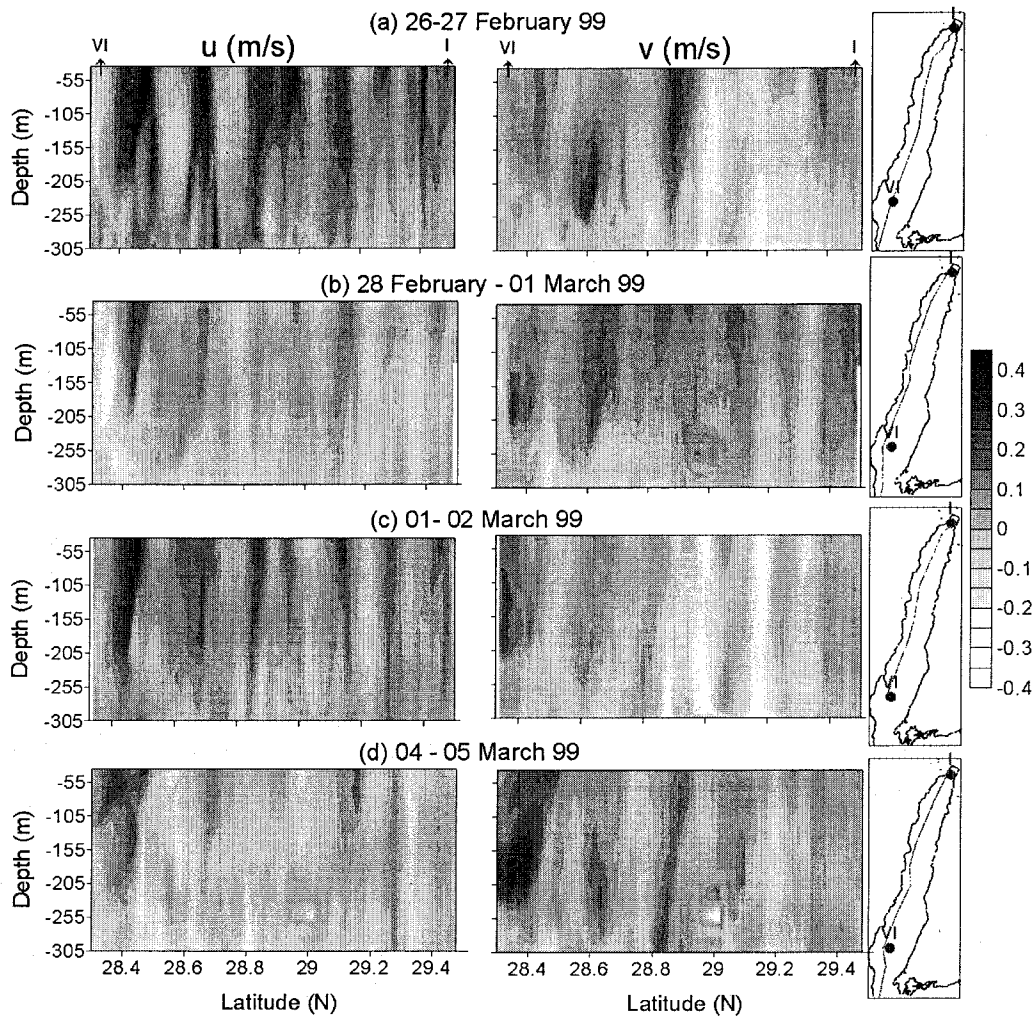 (a) 26-27 February 99
VI u (m/s) I
VI v (m/s) I
I
Depth (m)
-55
-105
-155
-205
-255
-305
VI
(b) 28 February - 01 March 99
I
Depth (m)
-55
-105
-155
-205
-255
-305
0.4
0.3
0.2
0.1
0
-0.1
-0.2
-0.3
-0.4
(c) 01- 02 March 99
I
Depth (m)
-55
-105
-155
-205
-255
-305
VI
(d) 04 - 05 March 99
I
Depth (m)
-55
-105
-155
-205
-255
-305
VI
28.4 28.6 28.8 29 29.2 29.4
28.4 28.6 28.8 29 29.2 29.4
Latitude (N)
Latitude (N)